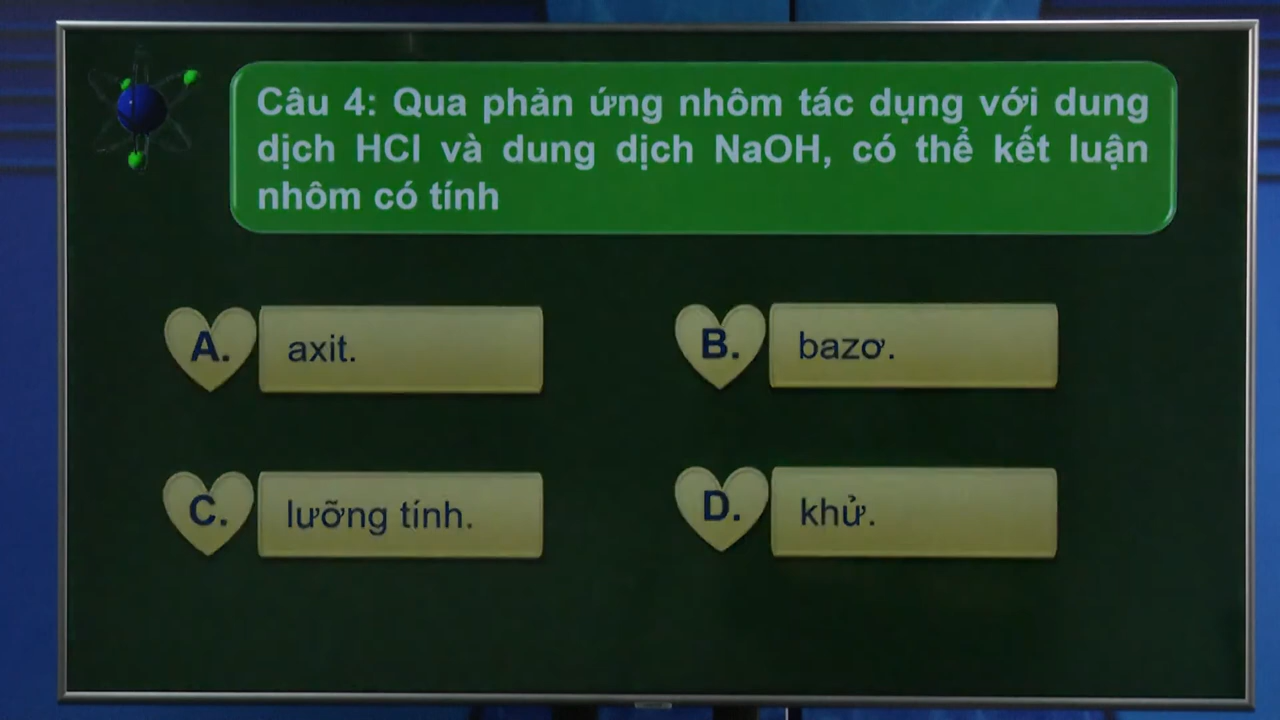 Câu 4: Qua phản ứng nhôm tác dụng với dung
dịch HCl và dung dịch NaOH, có thể kết luận
nhôm có tính
A. axit.
B. bazơ.
C. lưỡng tính.
D. khử.